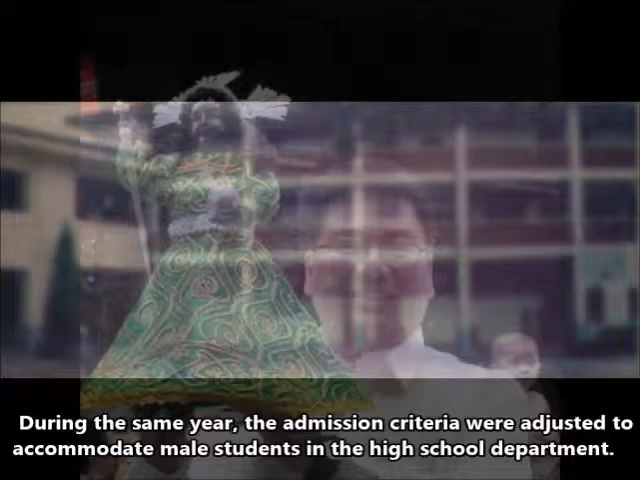 During the same year, the admission criteria were adjusted to
accommodate male students in the high school department.